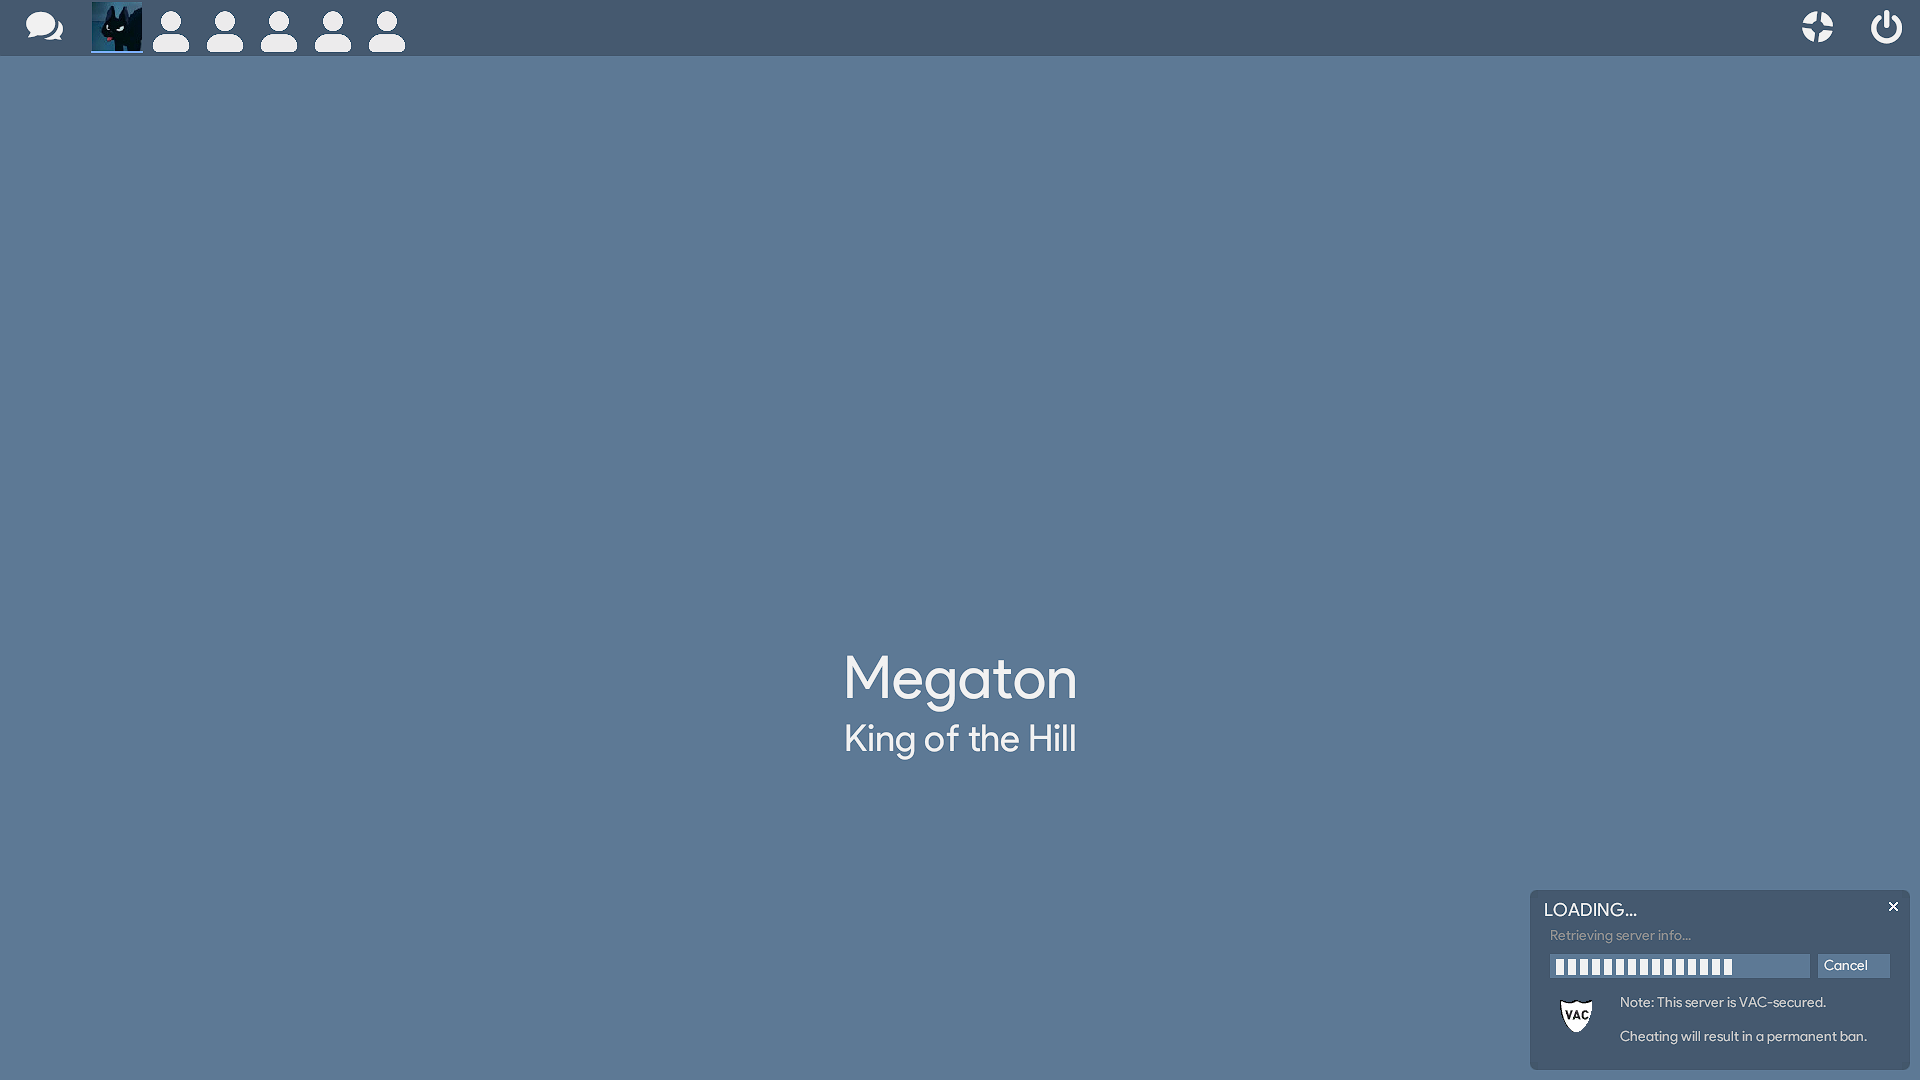 Megaton
King of the Hill
LOADING...
Retrieving server info...
Cancel
VAC
Note: This server is VAC-secured.
Cheating will result in a permanent ban.